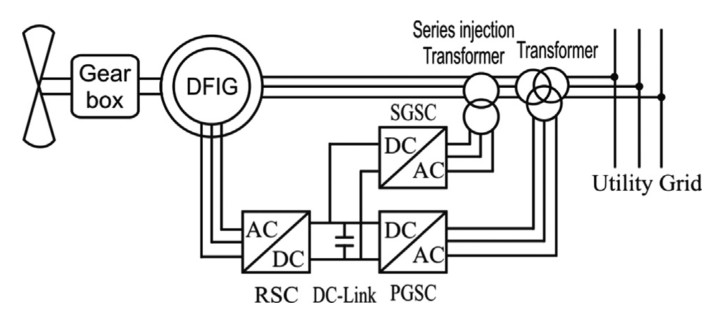 Series injection
Transformer
Transformer
Gear
box
DFIG
SGSC
DC
AC
Utility Grid
AC
DC
DC
AC
RSC
DC-Link
PGSC